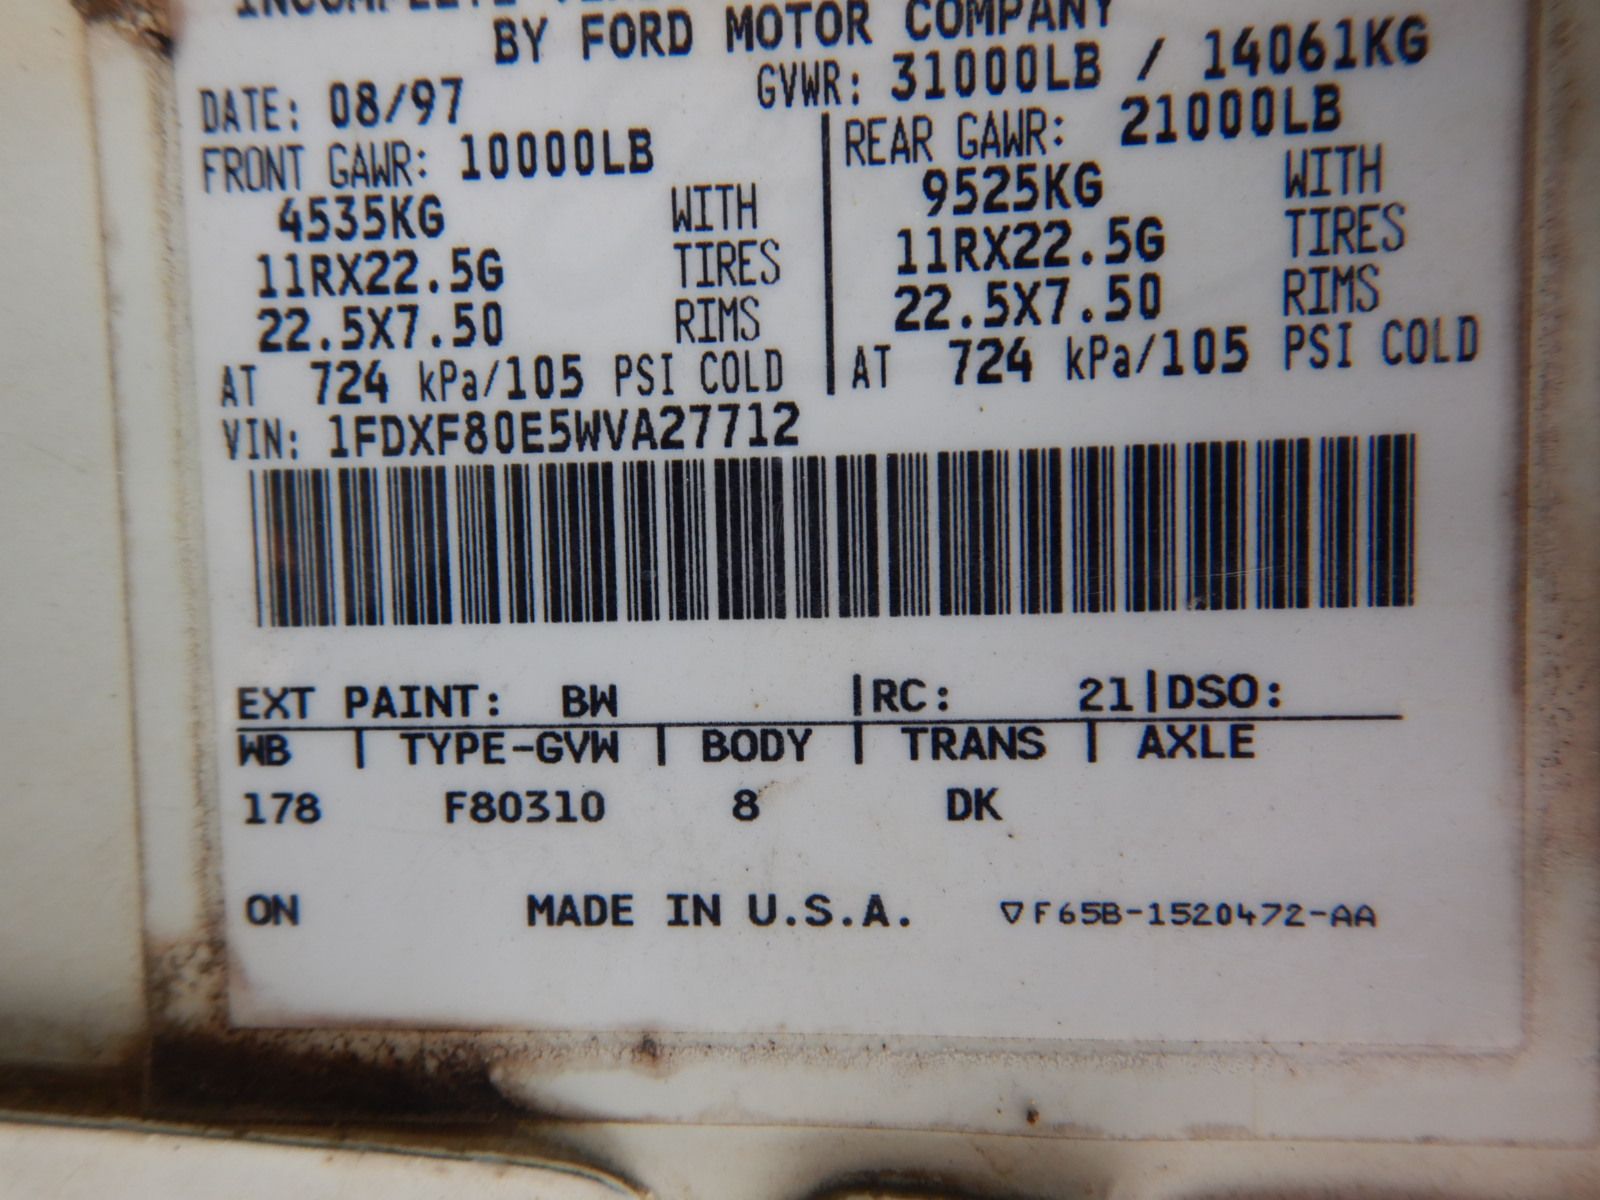 INCOMPLETE
BY FORD MOTOR COMPANY
DATE: 08/97 GVWR: 31000LB / 14061KG
FRONT GAWR: 10000LB REAR GAWR: 21000LB
4535KG WITH 9525KG WITH
11RX22.5G TIRES 11RX22.5G TIRES
22.5X7.50 RIMS 22.5X7.50 RIMS
AT 724 kPa/105 PSI COLD AT 724 kPa/105 PSI COLD
VIN: 1FDXF80E5WVA27712
EXT PAINT: BW |RC: 21|DSO:
WB | TYPE-GVW | BODY | TRANS | AXLE
178 F80310 8 DK
ON MADE IN U.S.A. ▽F65B-1520472-AA